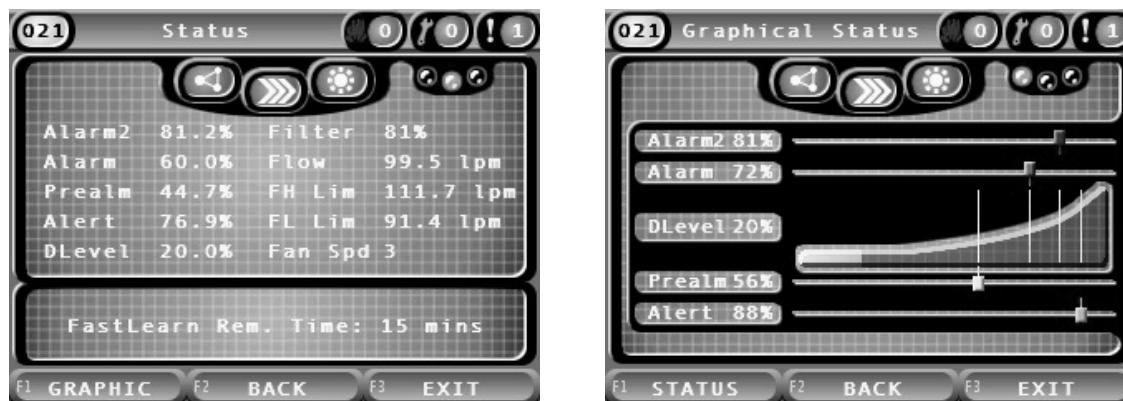 021 Status 0 0 ! 1
Alarm2 81.2% Filter 81%
Alarm 60.0% Flow 99.5 lpm
Prealm 44.7% FH Lim 111.7 lpm
Alert 76.9% FL Lim 91.4 lpm
DLevel 20.0% Fan Spd 3
FastLearn Rem. Time: 15 mins
F1 GRAPHIC F2 BACK F3 EXIT
021 Graphical Status 0 0 ! 1
Alarm2 81%
Alarm 72%
DLevel 20%
Prealm 56%
Alert 88%
F1 STATUS F2 BACK F3 EXIT